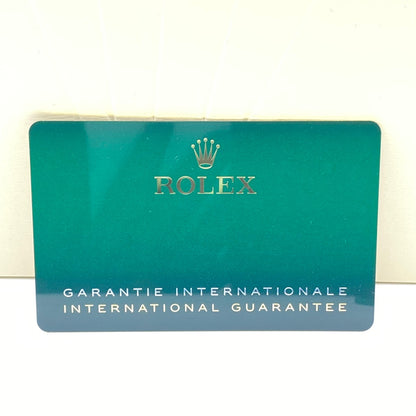 ROLEX
GARANTIE INTERNATIONALE
INTERNATIONAL GUARANTEE